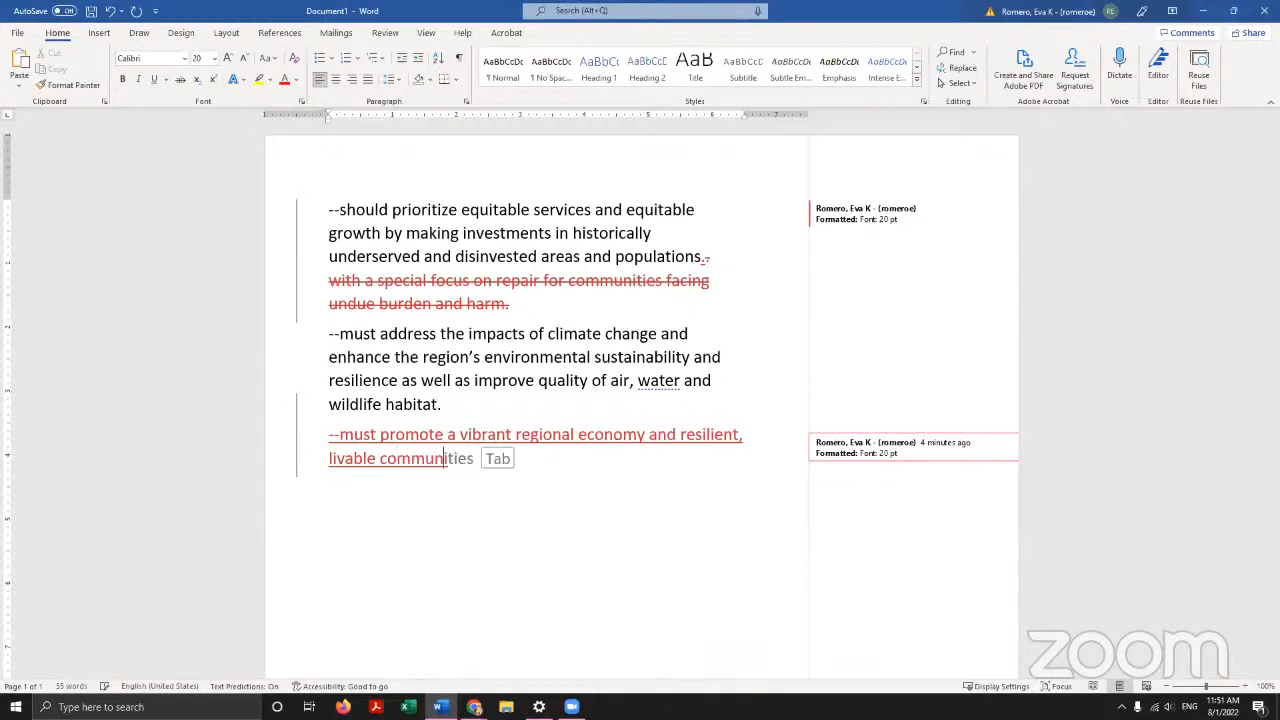 AutoSave Off
Document1 - Word
Search (Alt+Q)
Romero, Eva K - (romeroe) RE
File Home Insert Draw Design Layout References Mailings Review View Help Acrobat
Comments Share
Paste Cut Copy Format Painter
Calibri 20
AaBbCcDc AaBbCcDc AaBbCc AaBbCcC AaB AaBbCcD AaBbCcDc AaBbCcDc AaBbCcDc
¶ Normal ¶ No Spac... Heading 1 Heading 2 Title Subtitle Subtle Em... Emphasis Intense E...
Find Replace Select
Create and Share Adobe PDF
Request Signatures
Dictate
Editor
Reuse Files
Clipboard Font Paragraph Styles Editing Adobe Acrobat Voice Editor Reuse Files
--should prioritize equitable services and equitable
growth by making investments in historically
underserved and disinvested areas and populations.-
with a special focus on repair for communities facing
undue burden and harm.
--must address the impacts of climate change and
enhance the region's environmental sustainability and
resilience as well as improve quality of air, water and
wildlife habitat.
--must promote a vibrant regional economy and resilient,
livable communities Tab
Romero, Eva K - (romeroe)
Formatted: Font: 20 pt
Romero, Eva K - (romeroe) 4 minutes ago
Formatted: Font: 20 pt
zoom
Page 1 of 1 55 words English (United States) Text Predictions: On Accessibility: Good to go
Display Settings Focus 100%
Type here to search
11:51 AM
8/1/2022